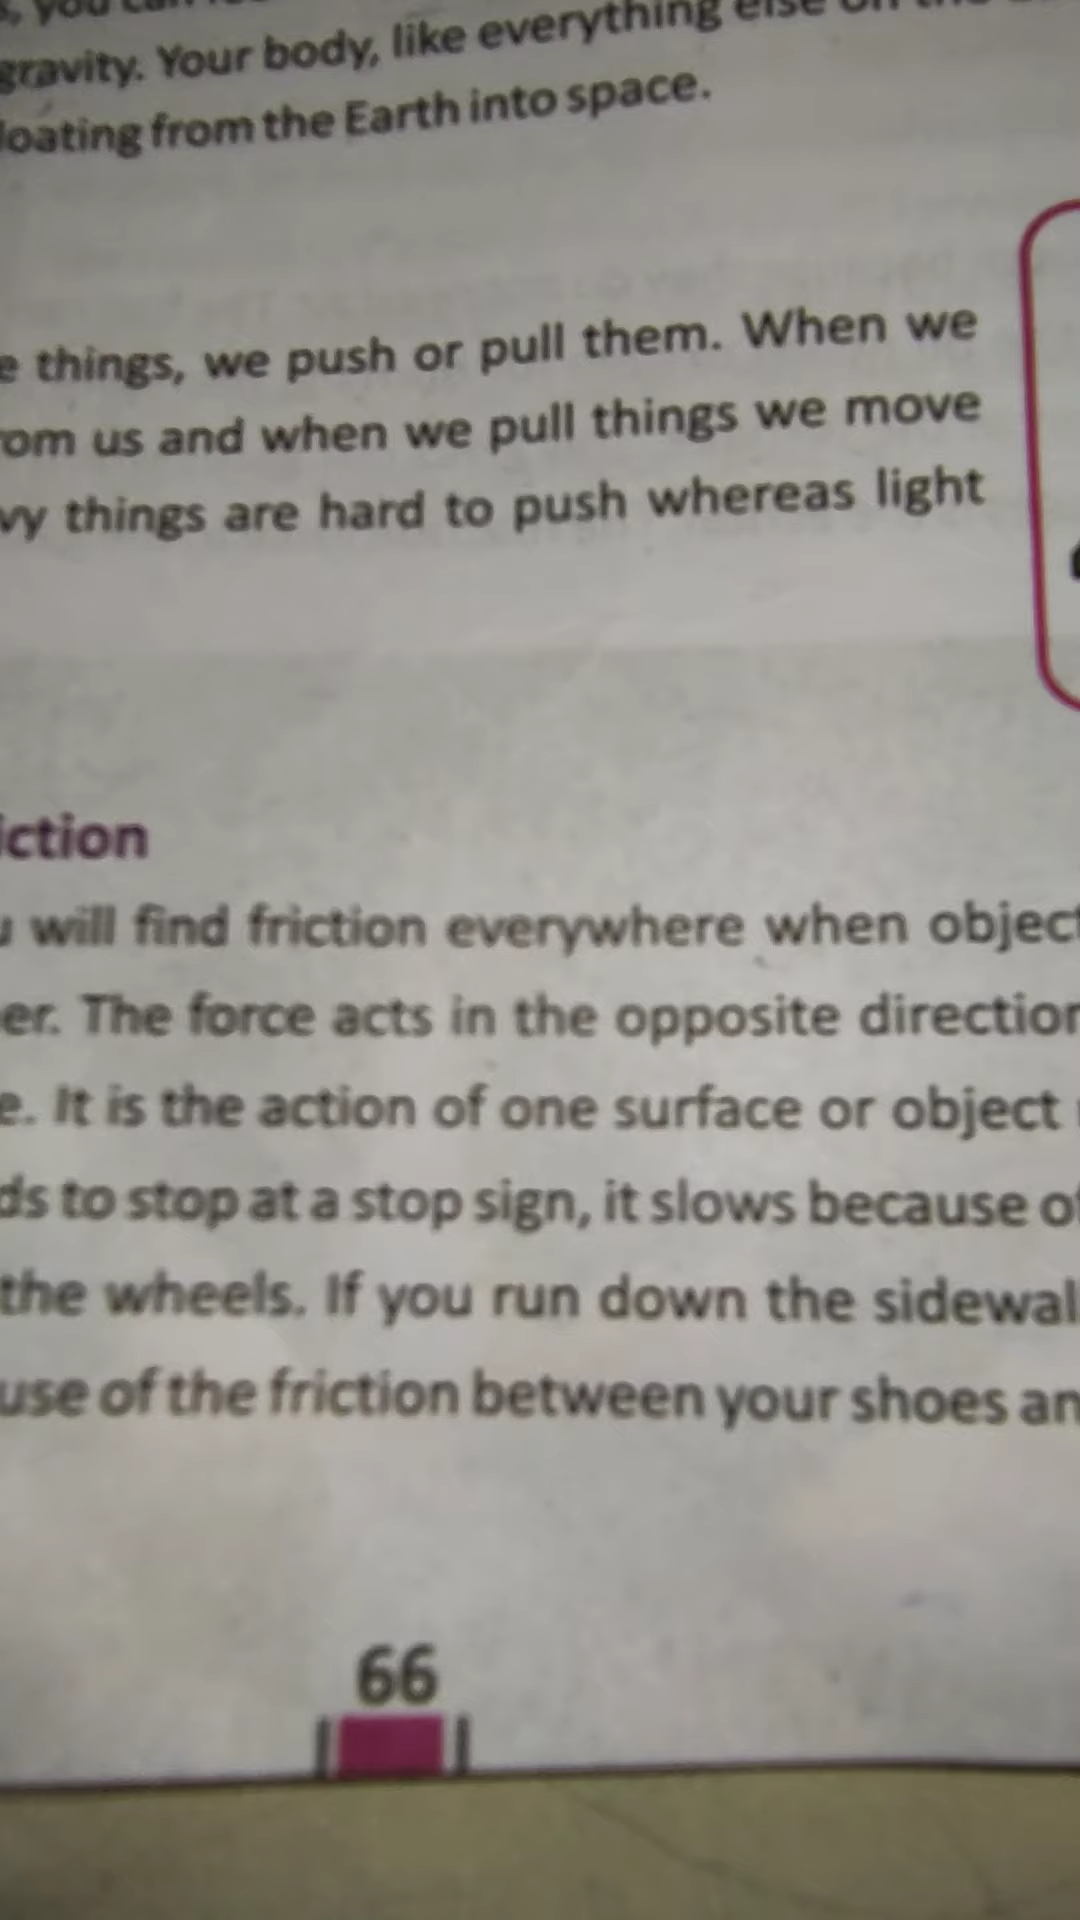 gravity. Your body, like everything else on the
loating from the Earth into space.
e things, we push or pull them. When we
rom us and when we pull things we move
vy things are hard to push whereas light
iction
u will find friction everywhere when object
er. The force acts in the opposite direction
e. It is the action of one surface or object
ds to stop at a stop sign, it slows because of
the wheels. If you run down the sidewal
use of the friction between your shoes an
66